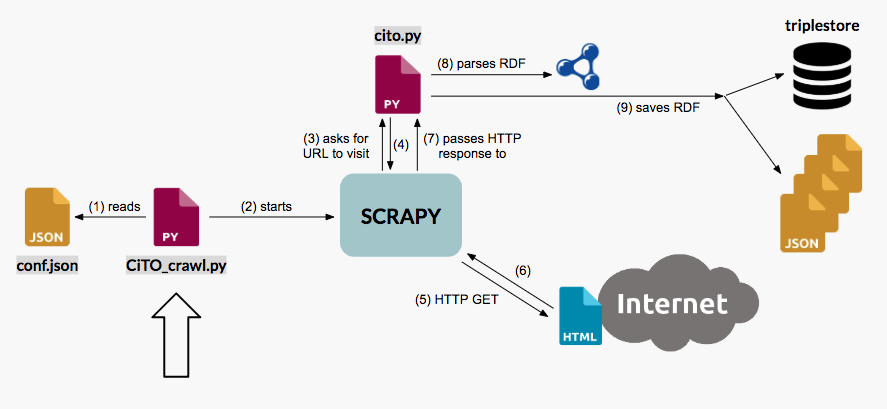 triplestore
cito.py
(8) parses RDF
PY
(9) saves RDF
(3) asks for
URL to visit
(4)
(7) passes HTTP
response to
(1) reads
(2) starts
SCRAPY
JSON
PY
JSON
conf.json
CiTO_crawl.py
(6)
(5) HTTP GET
Internet
HTML